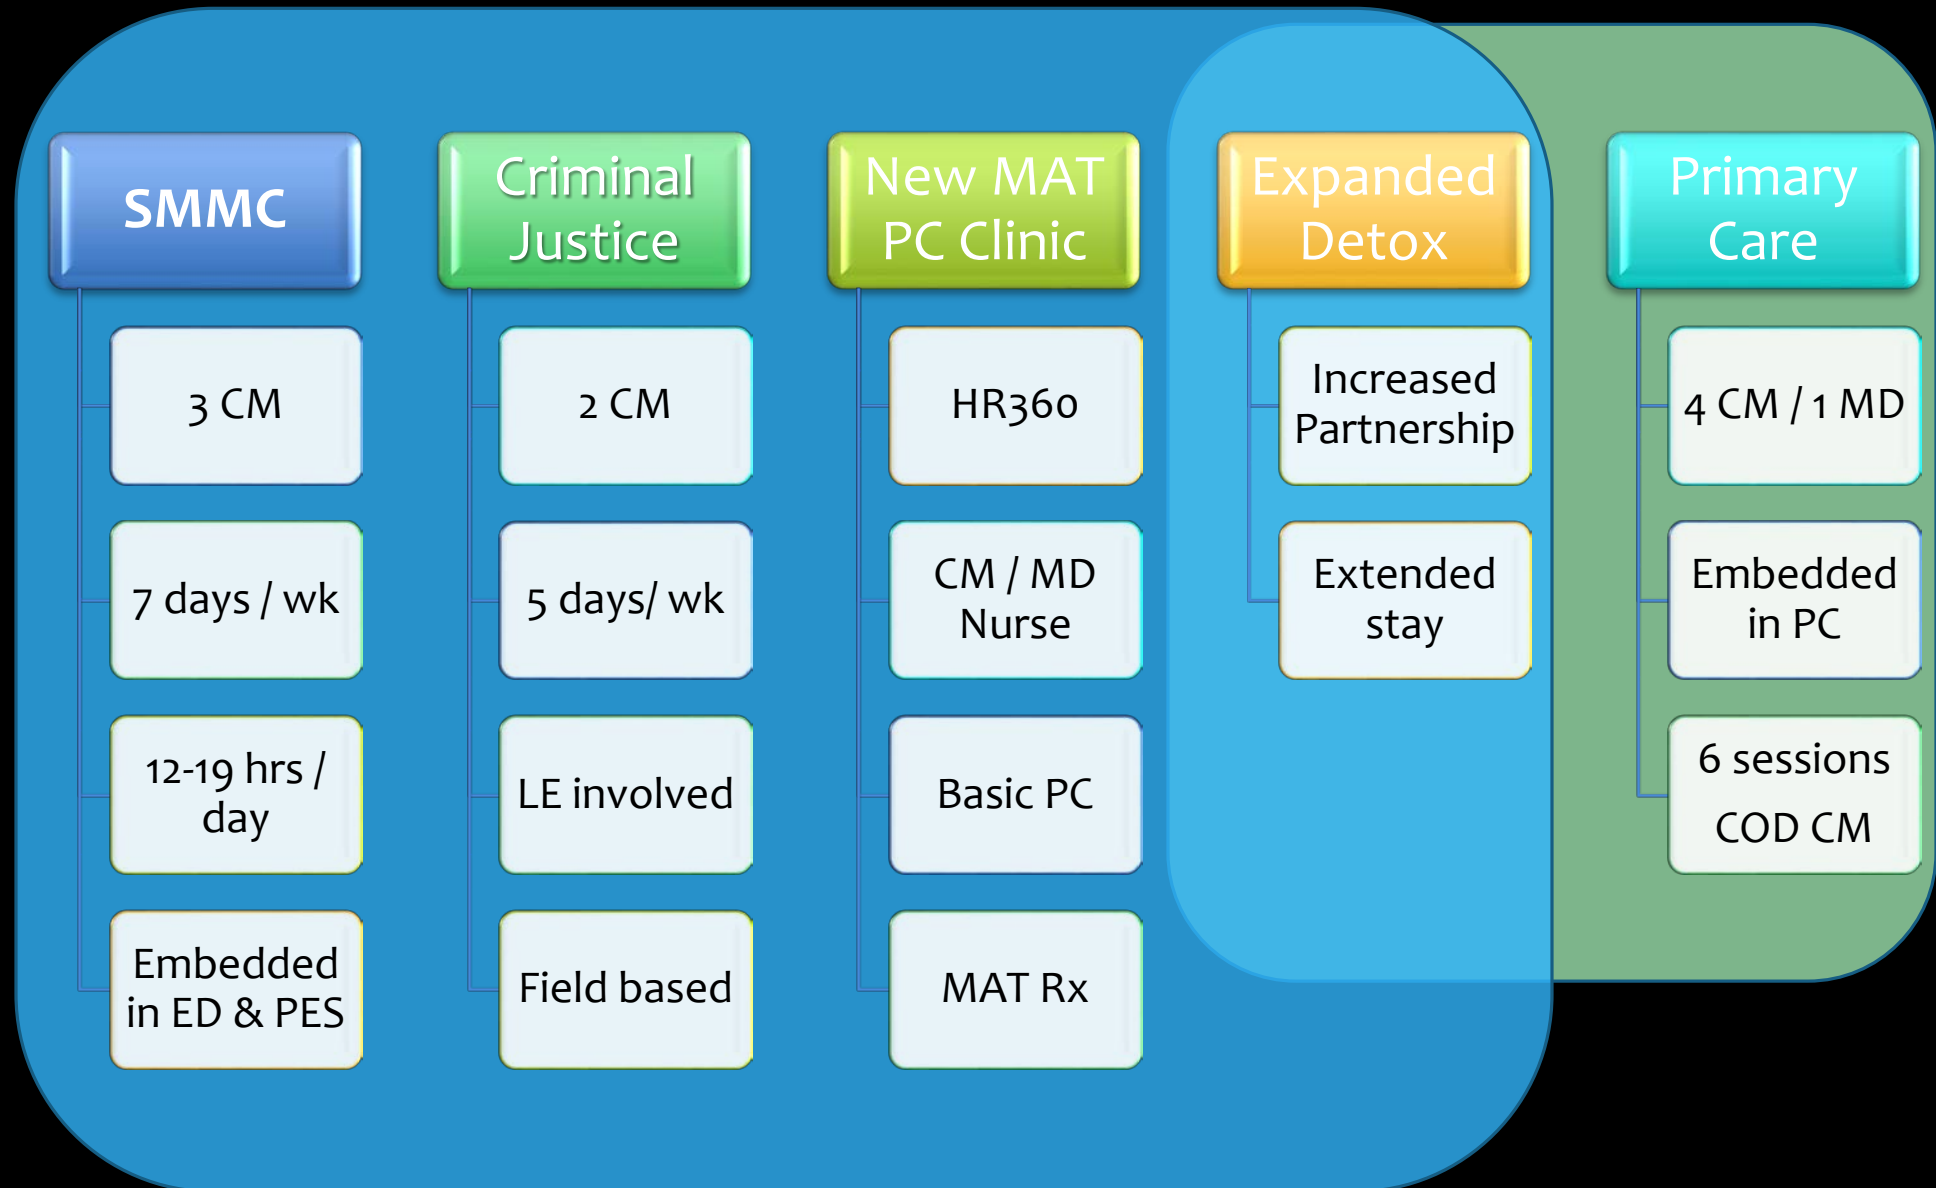 SMMC
3 CM
7 days / wk
12-19 hrs /
day
Embedded
in ED & PES
Criminal
Justice
2 CM
5 days/ wk
LE involved
Field based
New MAT
PC Clinic
HR360
CM / MD
Nurse
Basic PC
MAT Rx
Expanded
Detox
Increased
Partnership
Extended
stay
Primary
Care
4 CM / 1 MD
Embedded
in PC
6 sessions
COD CM